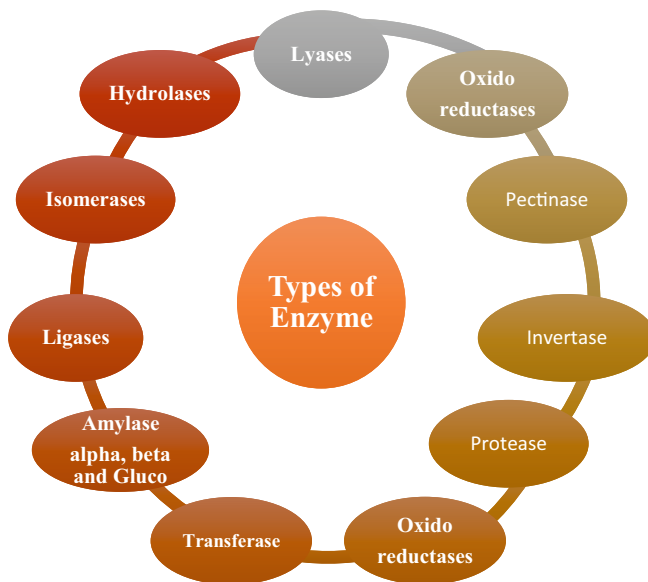 Lyases
Oxido
reductases
Pectinase
Invertase
Protease
Oxido
reductases
Transferase
Amylase
alpha, beta
and Gluco
Ligases
Isomerases
Hydrolases
Types of
Enzyme